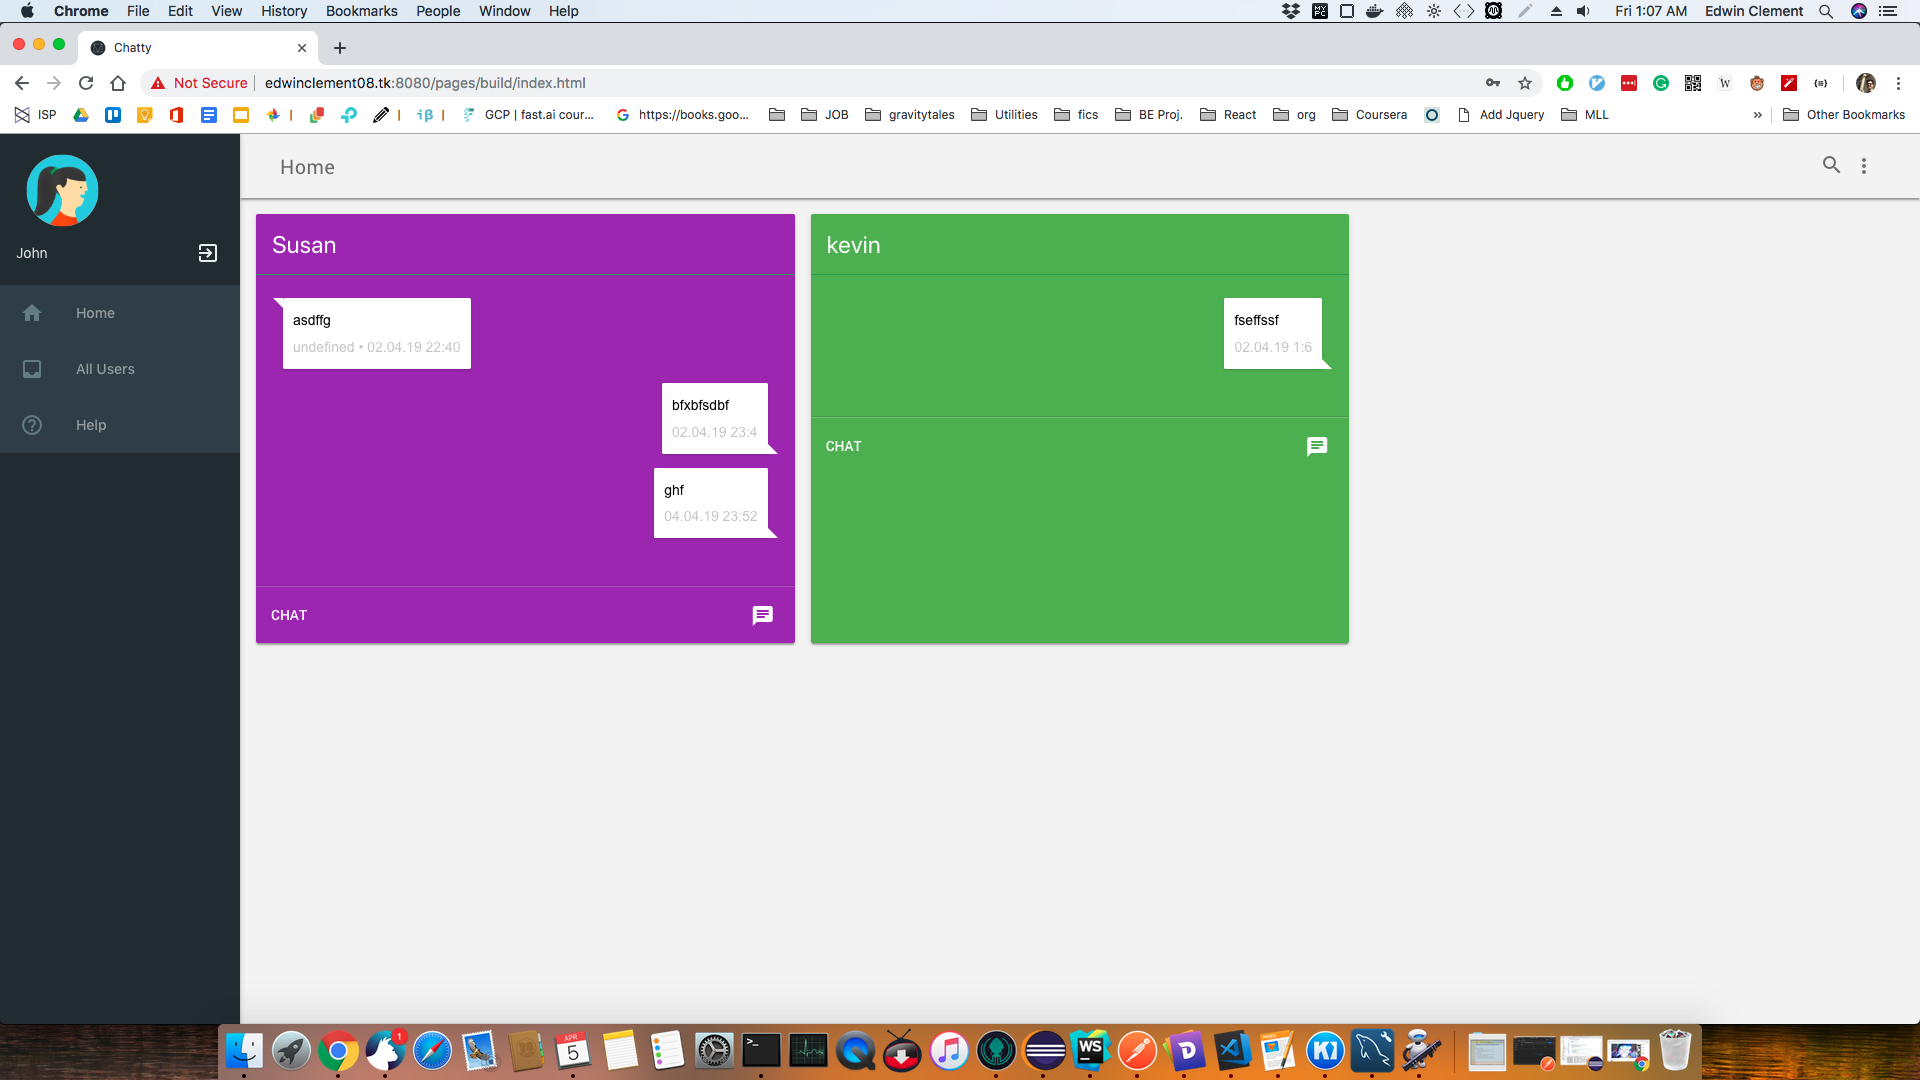 Chrome File Edit View History Bookmarks People Window Help Fri 1:07 AM Edwin Clement
Chatty
Not Secure edwinclement08.tk:8080/pages/build/index.html
ISP GCP | fast.ai cour... https://books.goo... JOB gravitytales Utilities fics BE Proj. React org Coursera Add Jquery MLL » Other Bookmarks
Home
John
Home
All Users
Help
Susan
asdffg
undefined • 02.04.19 22:40
bfxbfsdbf
02.04.19 23:4
ghf
04.04.19 23:52
CHAT
kevin
fseffssf
02.04.19 1:6
CHAT
1
APR
5
WS
D
K1